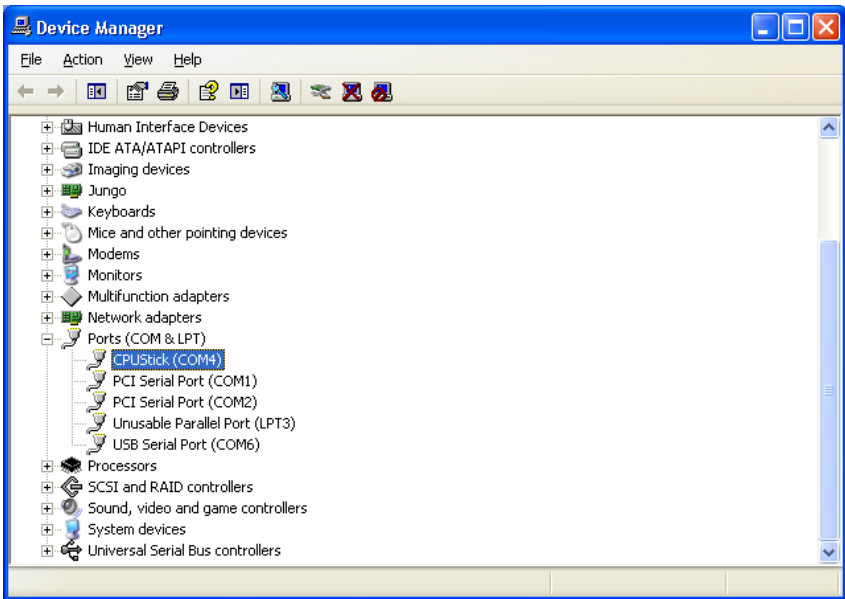 Device Manager
File Action View Help
Human Interface Devices
IDE ATA/ATAPI controllers
Imaging devices
Jungo
Keyboards
Mice and other pointing devices
Modems
Monitors
Multifunction adapters
Network adapters
Ports (COM & LPT)
CPUStick (COM4)
PCI Serial Port (COM1)
PCI Serial Port (COM2)
Unusable Parallel Port (LPT3)
USB Serial Port (COM6)
Processors
SCSI and RAID controllers
Sound, video and game controllers
System devices
Universal Serial Bus controllers